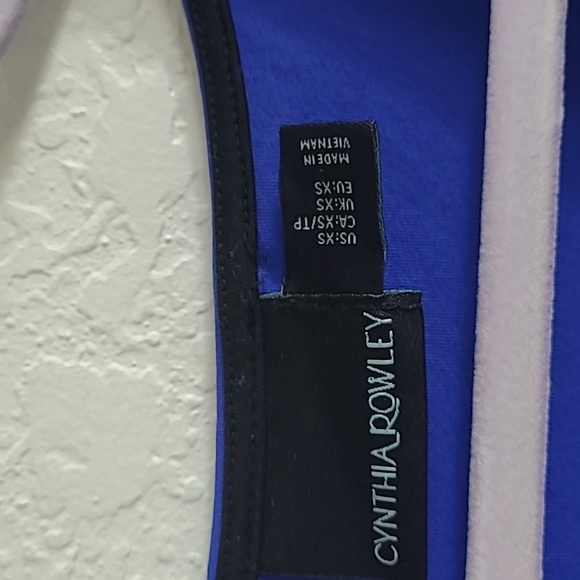 CYNTHIA ROWLEY
US:XS
CA:XS/TP
UK:XS
EU:XS
MADE IN
VIETNAM